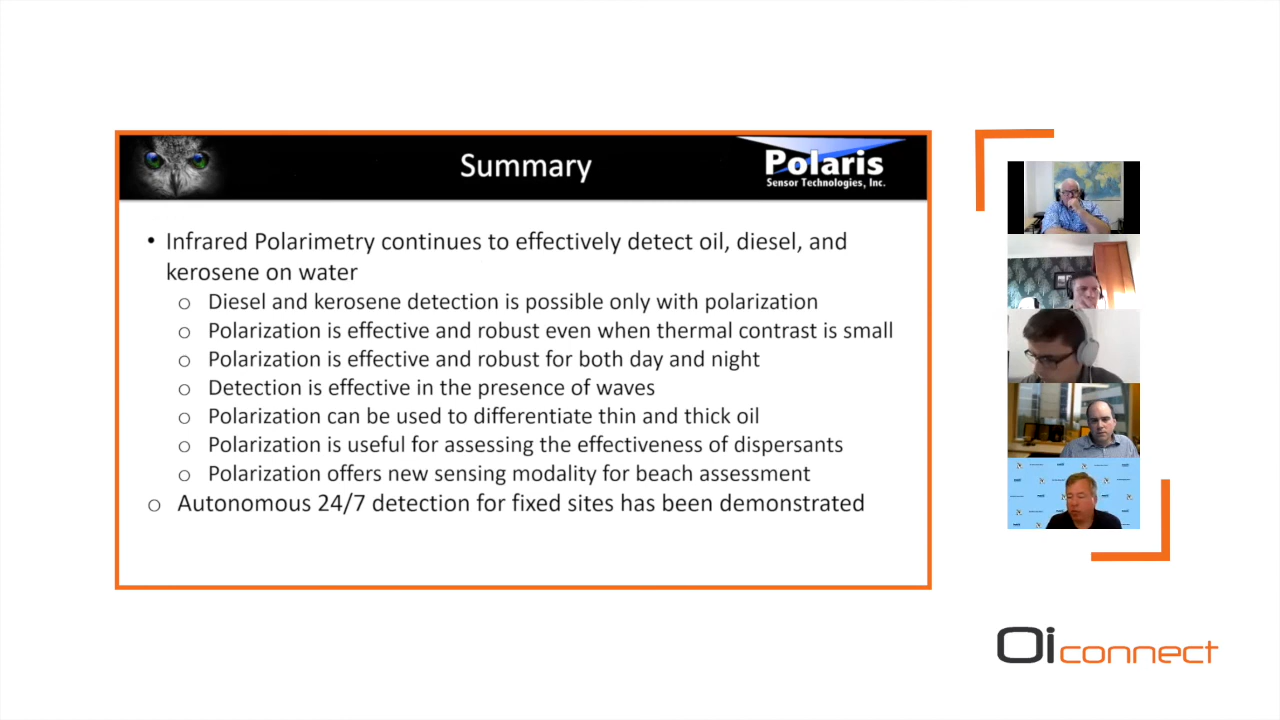 Summary
Polaris
Sensor Technologies, Inc.
• Infrared Polarimetry continues to effectively detect oil, diesel, and
kerosene on water
o Diesel and kerosene detection is possible only with polarization
o Polarization is effective and robust even when thermal contrast is small
o Polarization is effective and robust for both day and night
o Detection is effective in the presence of waves
o Polarization can be used to differentiate thin and thick oil
o Polarization is useful for assessing the effectiveness of dispersants
o Polarization offers new sensing modality for beach assessment
o Autonomous 24/7 detection for fixed sites has been demonstrated
Oi connect